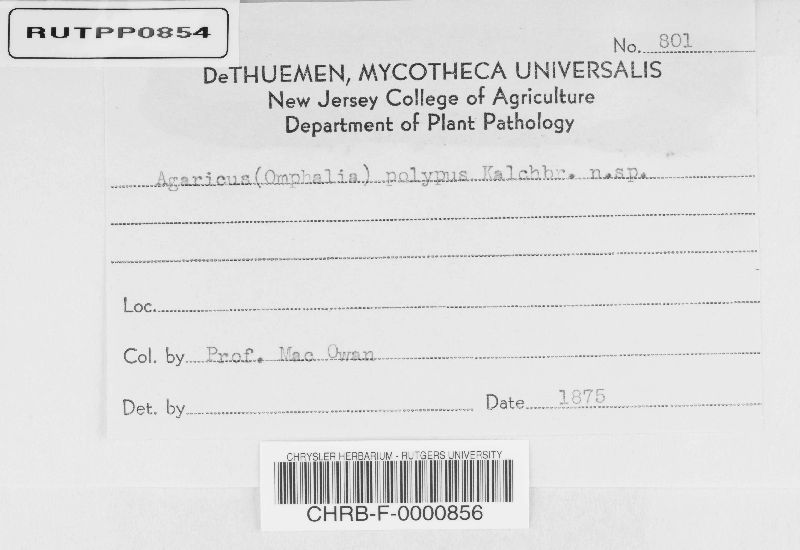 RUTPP0854
No. 801
DeTHUEMEN, MYCOTHECA UNIVERSALIS
New Jersey College of Agriculture
Department of Plant Pathology
Agaricus(Omphalia) polypus Kalchbr. n.sp.
Loc.
Col. by Prof. Mac Owan
Det. by Date 1875
CHRYSLER HERBARIUM - RUTGERS UNIVERSITY
CHRB-F-0000856